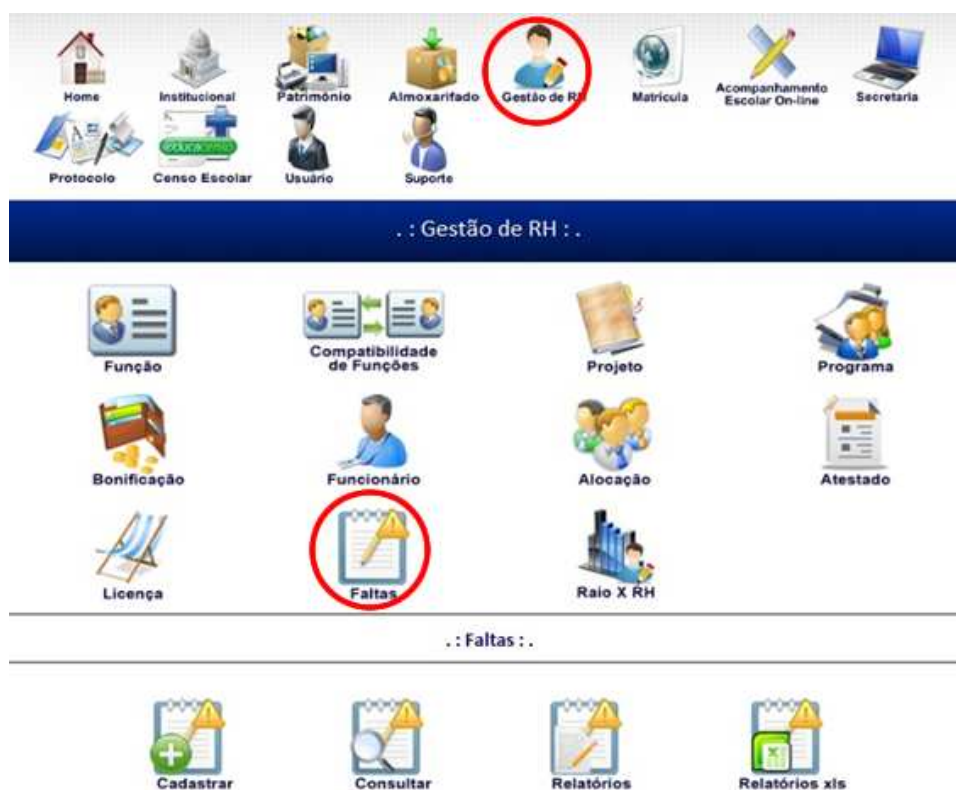 Home
Institucional
Patrimônio
Almoxarifado
Gestão de RH
Matrícula
Acompanhamento
Escolar On-line
Secretaria
Protocolo
educacenso
Censo Escolar
Usuário
Suporte
. : Gestão de RH : .
Função
Compatibilidade
de Funções
Projeto
Programa
Bonificação
Funcionário
Alocação
Atestado
Licença
Faltas
Raio X RH
. : Faltas : .
Cadastrar
Consultar
Relatórios
Relatórios xls